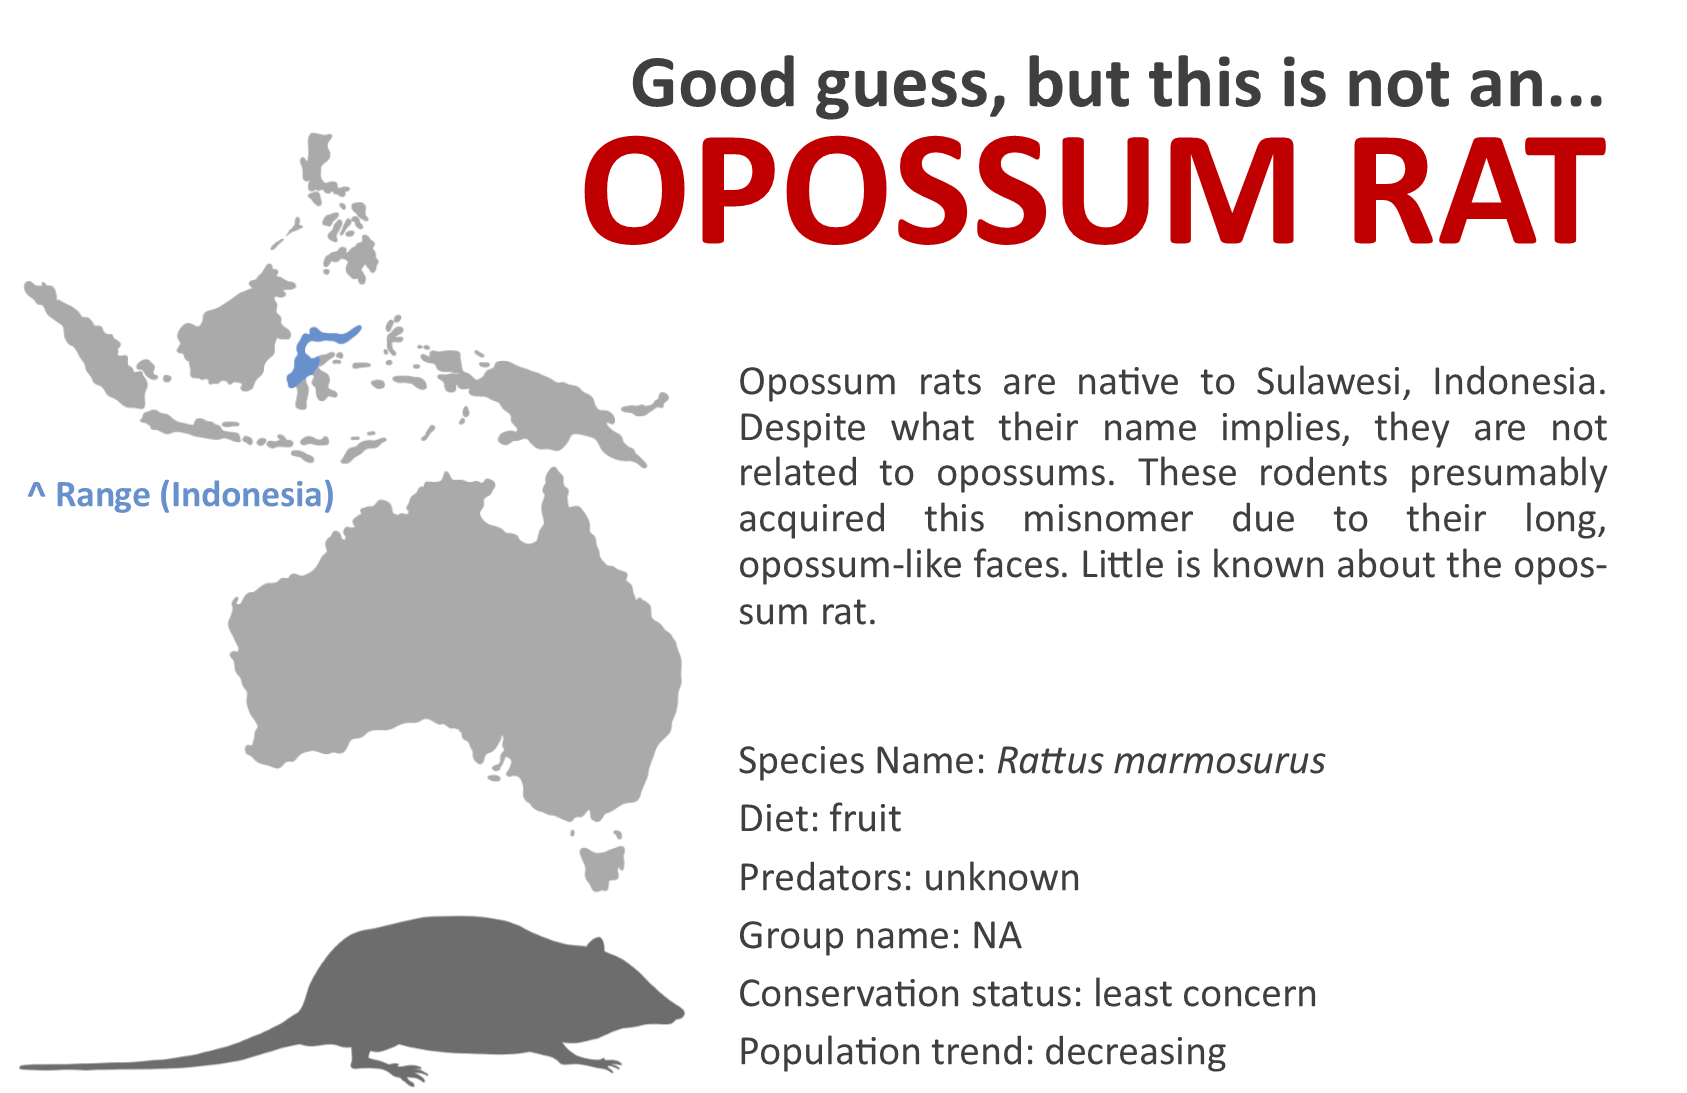 Good guess, but this is not an...
OPOSSUM RAT
^ Range (Indonesia)
Opossum rats are native to Sulawesi, Indonesia.
Despite what their name implies, they are not
related to opossums. These rodents presumably
acquired this misnomer due to their long,
opossum-like faces. Little is known about the opos-
sum rat.
Species Name: Rattus marmosurus
Diet: fruit
Predators: unknown
Group name: NA
Conservation status: least concern
Population trend: decreasing